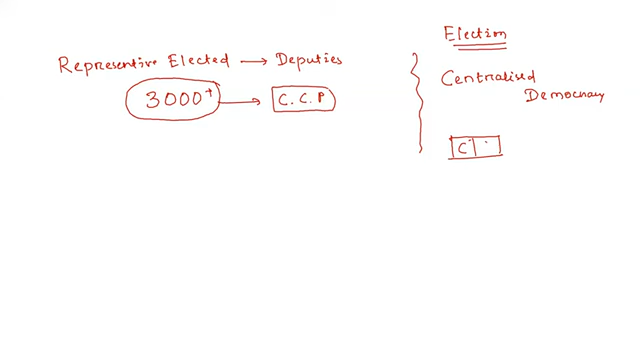 Election
Representive Elected → Deputies
Centralised
Democracy
3000+ → C.C.P
C